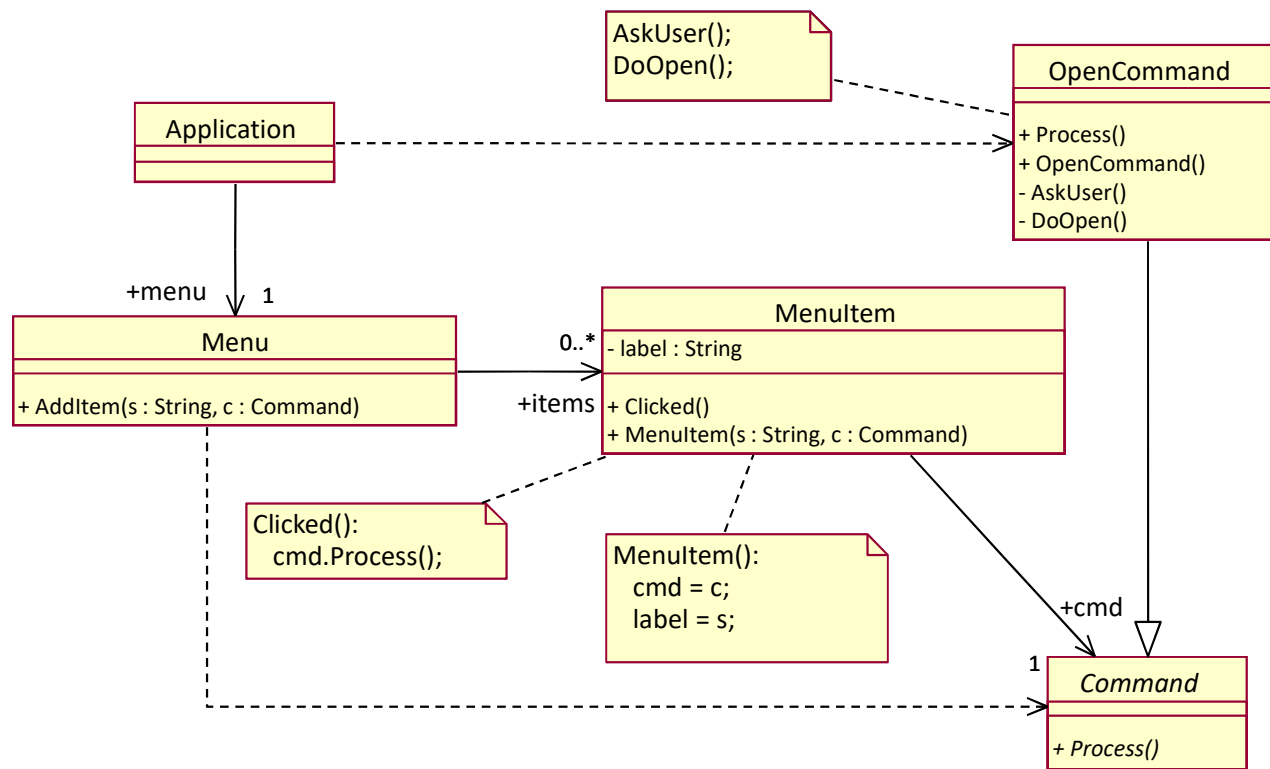 AskUser();
DoOpen();
OpenCommand
+ Process()
+ OpenCommand()
- AskUser()
- DoOpen()
Application
+menu
1
Menu
+ AddItem(s : String, c : Command)
0..*
+items
MenuItem
- label : String
+ Clicked()
+ MenuItem(s : String, c : Command)
Clicked():
cmd.Process();
MenuItem():
cmd = c;
label = s;
+cmd
1
Command
+ Process()